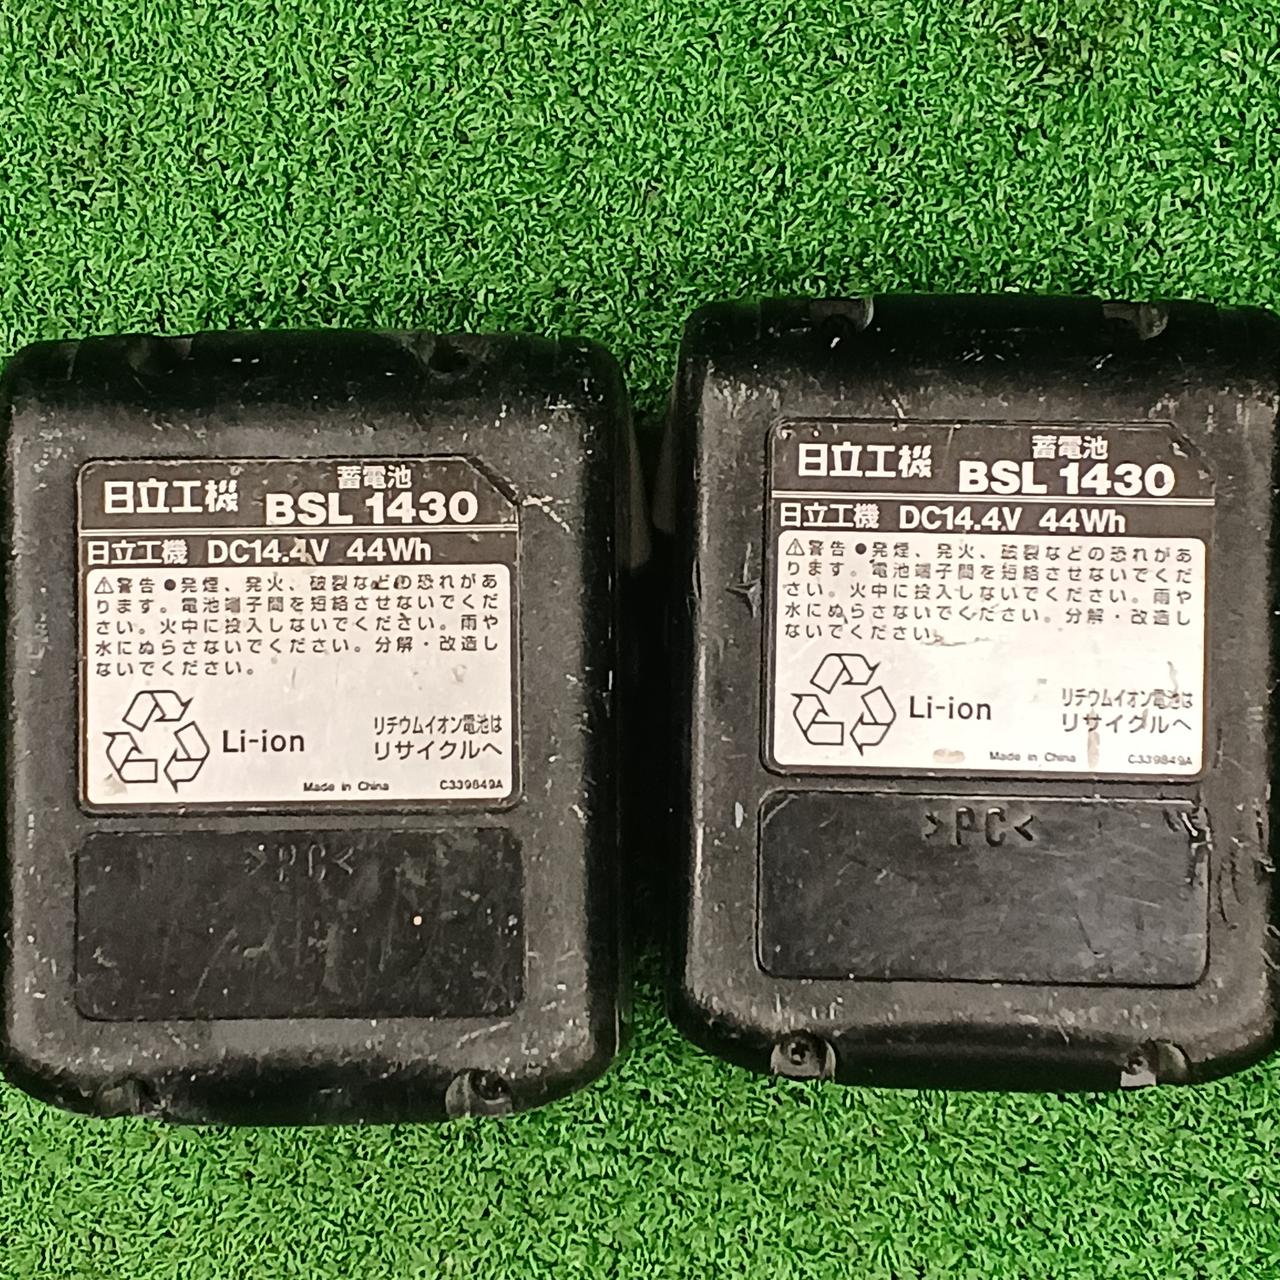 蓄電池
日立工機 BSL 1430
日立工機 DC14.4V 44Wh
⚠警告 ●発煙、発火、破裂などの恐れがあ
ります。電池端子間を短絡させないでくだ
さい。火中に投入しないでください。雨や
水にぬらさないでください。分解・改造し
ないでください。
Li-ion
リチウムイオン電池は
リサイクルへ
Made in China C339849A
>PC<
蓄電池
日立工機 BSL 1430
日立工機 DC14.4V 44Wh
⚠警告 ●発煙、発火、破裂などの恐れがあ
ります。電池端子間を短絡させないでくだ
さい。火中に投入しないでください。雨や
水にぬらさないでください。分解・改造し
ないでください。
Li-ion
リチウムイオン電池は
リサイクルへ
Made in China C339849A
>PC<